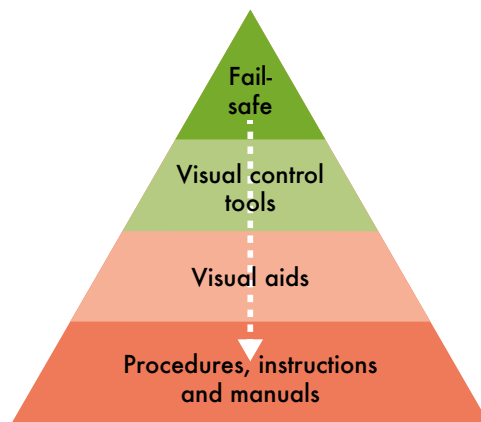 Fail-
safe
Visual control
tools
Visual aids
Procedures, instructions
and manuals